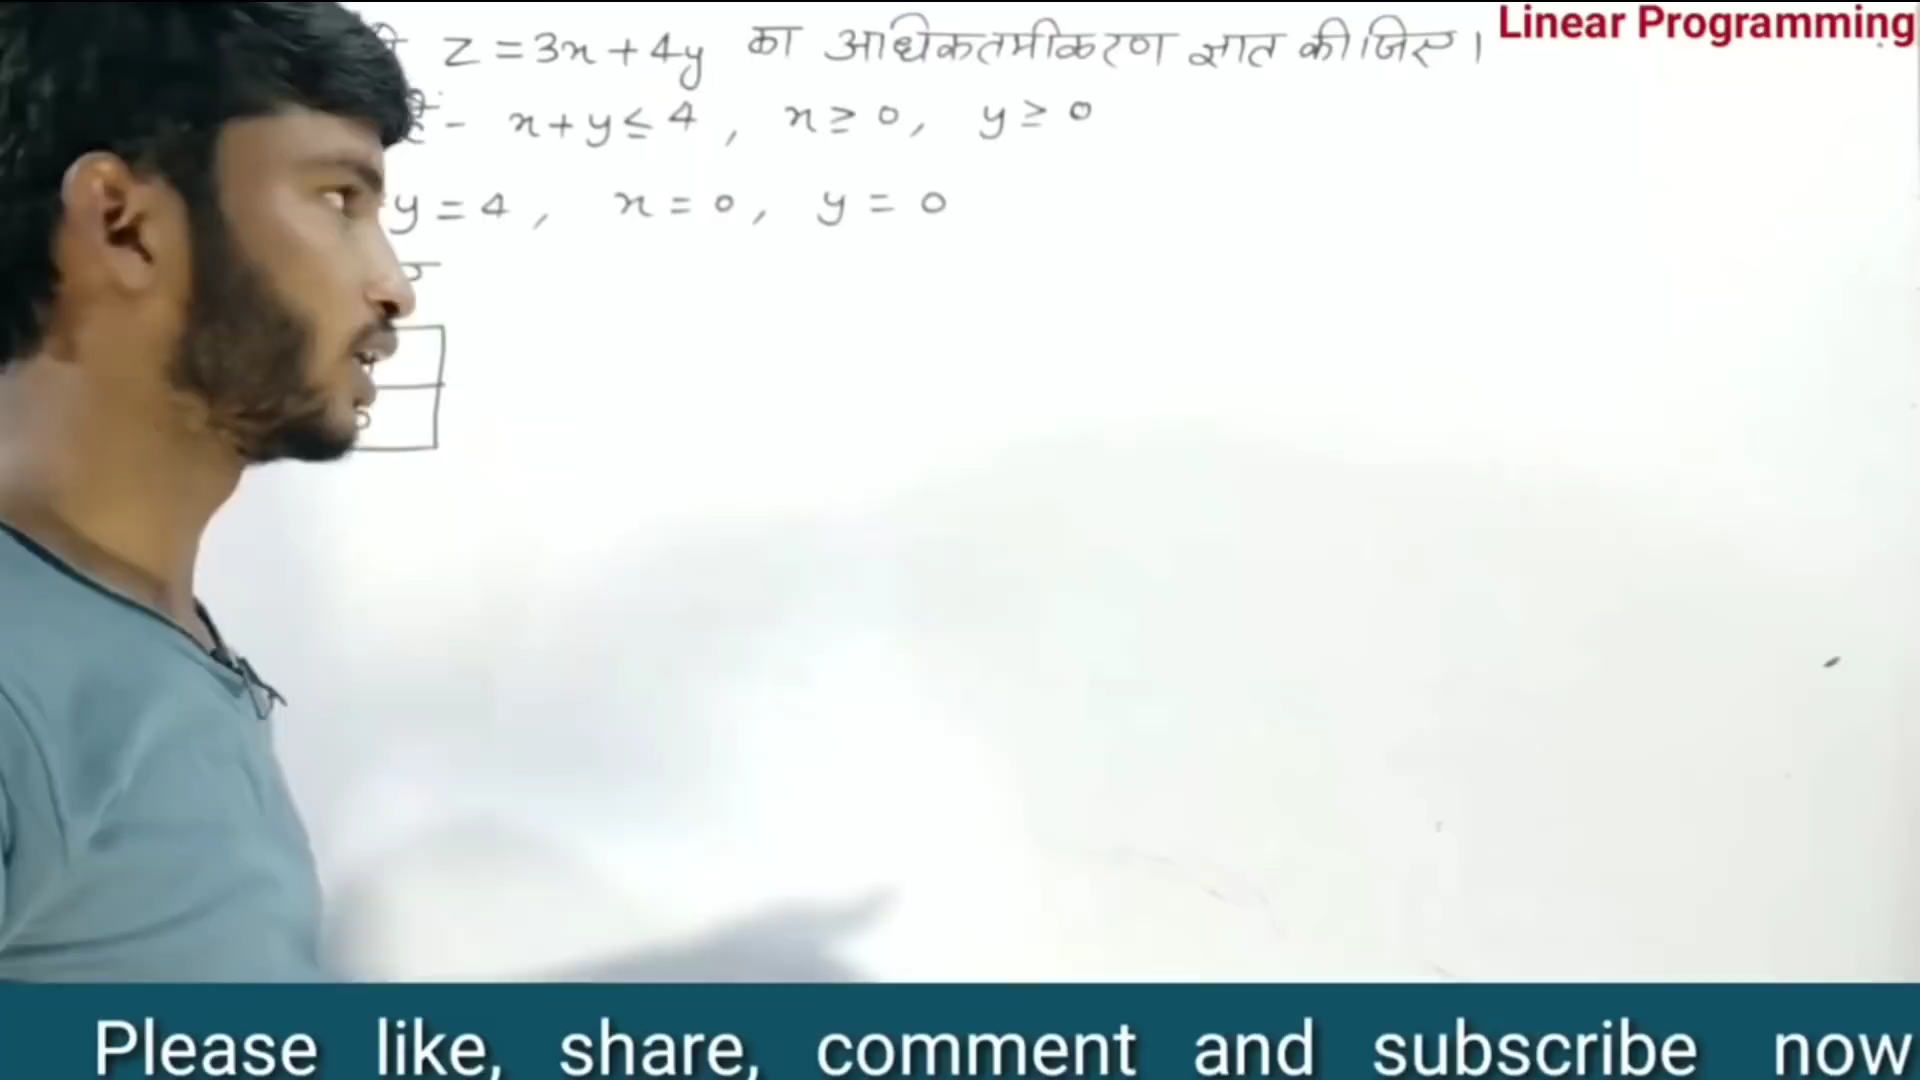 Linear Programming
z = 3x + 4y का अधिकतमीकरण ज्ञात कीजिए।
- x + y ≤ 4 , x ≥ 0, y ≥ 0
y = 4 , x = 0, y = 0
Please like, share, comment and subscribe now